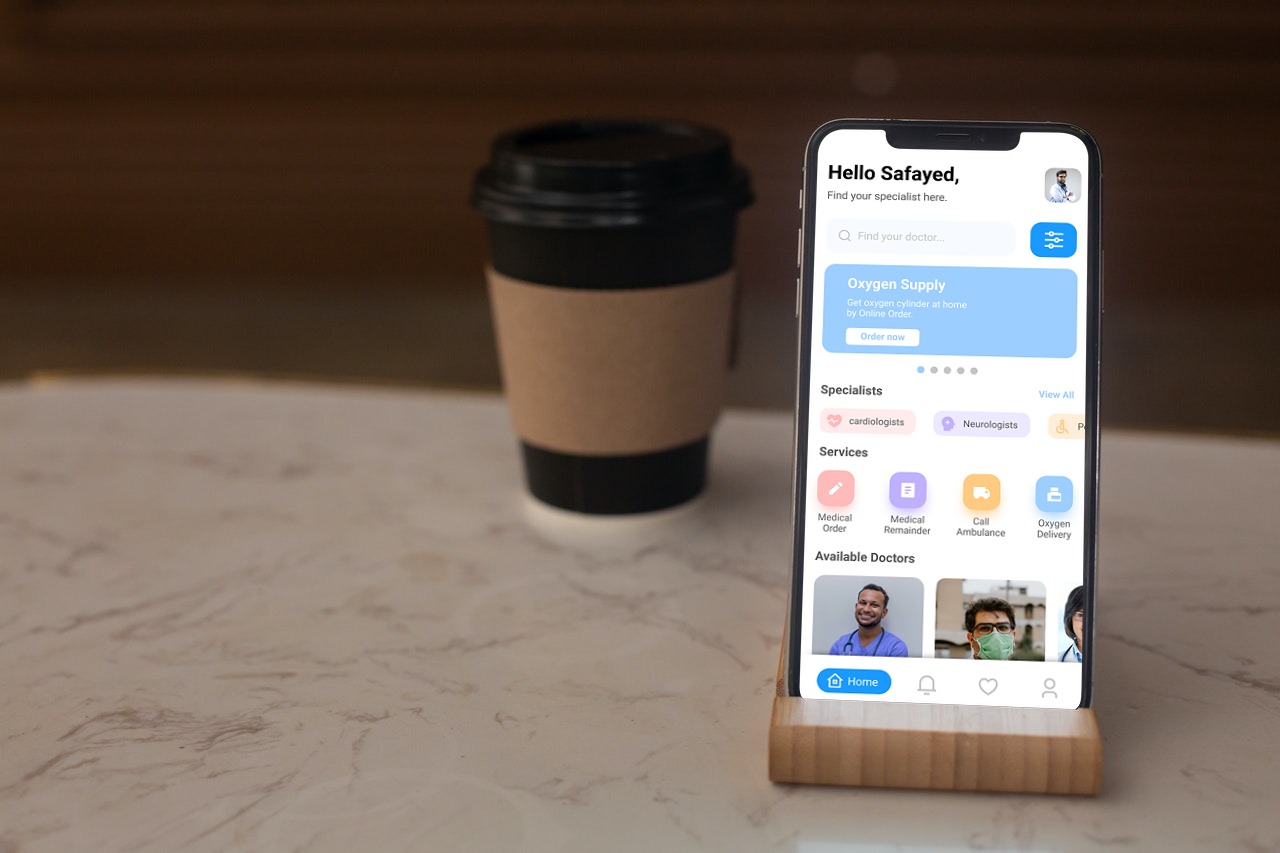 Hello Safayed,
Find your specialist here.
Find your doctor...
Oxygen Supply
Get oxygen cylinder at home
by Online Order.
Order now
Specialists
View All
cardiologists
Neurologists
Services
Medical
Order
Medical
Remainder
Call
Ambulance
Oxygen
Delivery
Available Doctors
Home